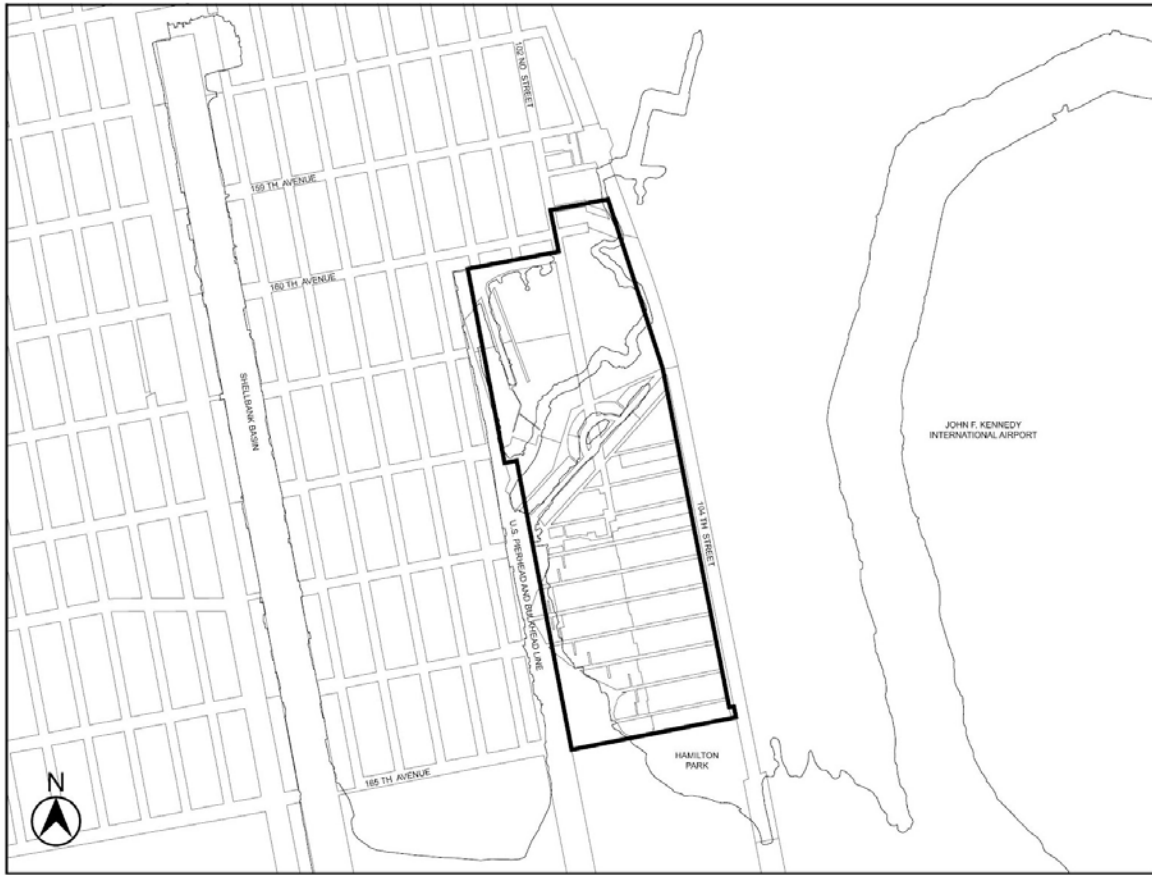 102 ND STREET
159 TH AVENUE
160 TH AVENUE
SHELLBANK BASIN
JOHN F. KENNEDY
INTERNATIONAL AIRPORT
104 TH STREET
U.S. PIERHEAD AND BULKHEAD LINE
HAMILTON
PARK
165 TH AVENUE
N